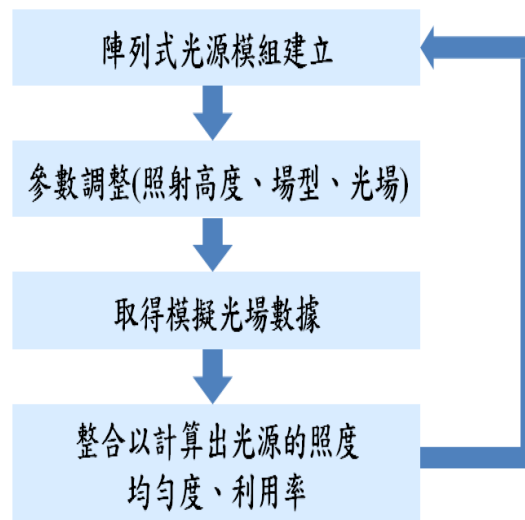 陣列式光源模組建立
參數調整(照射高度、場型、光場)
取得模擬光場數據
整合以計算出光源的照度
均勻度、利用率